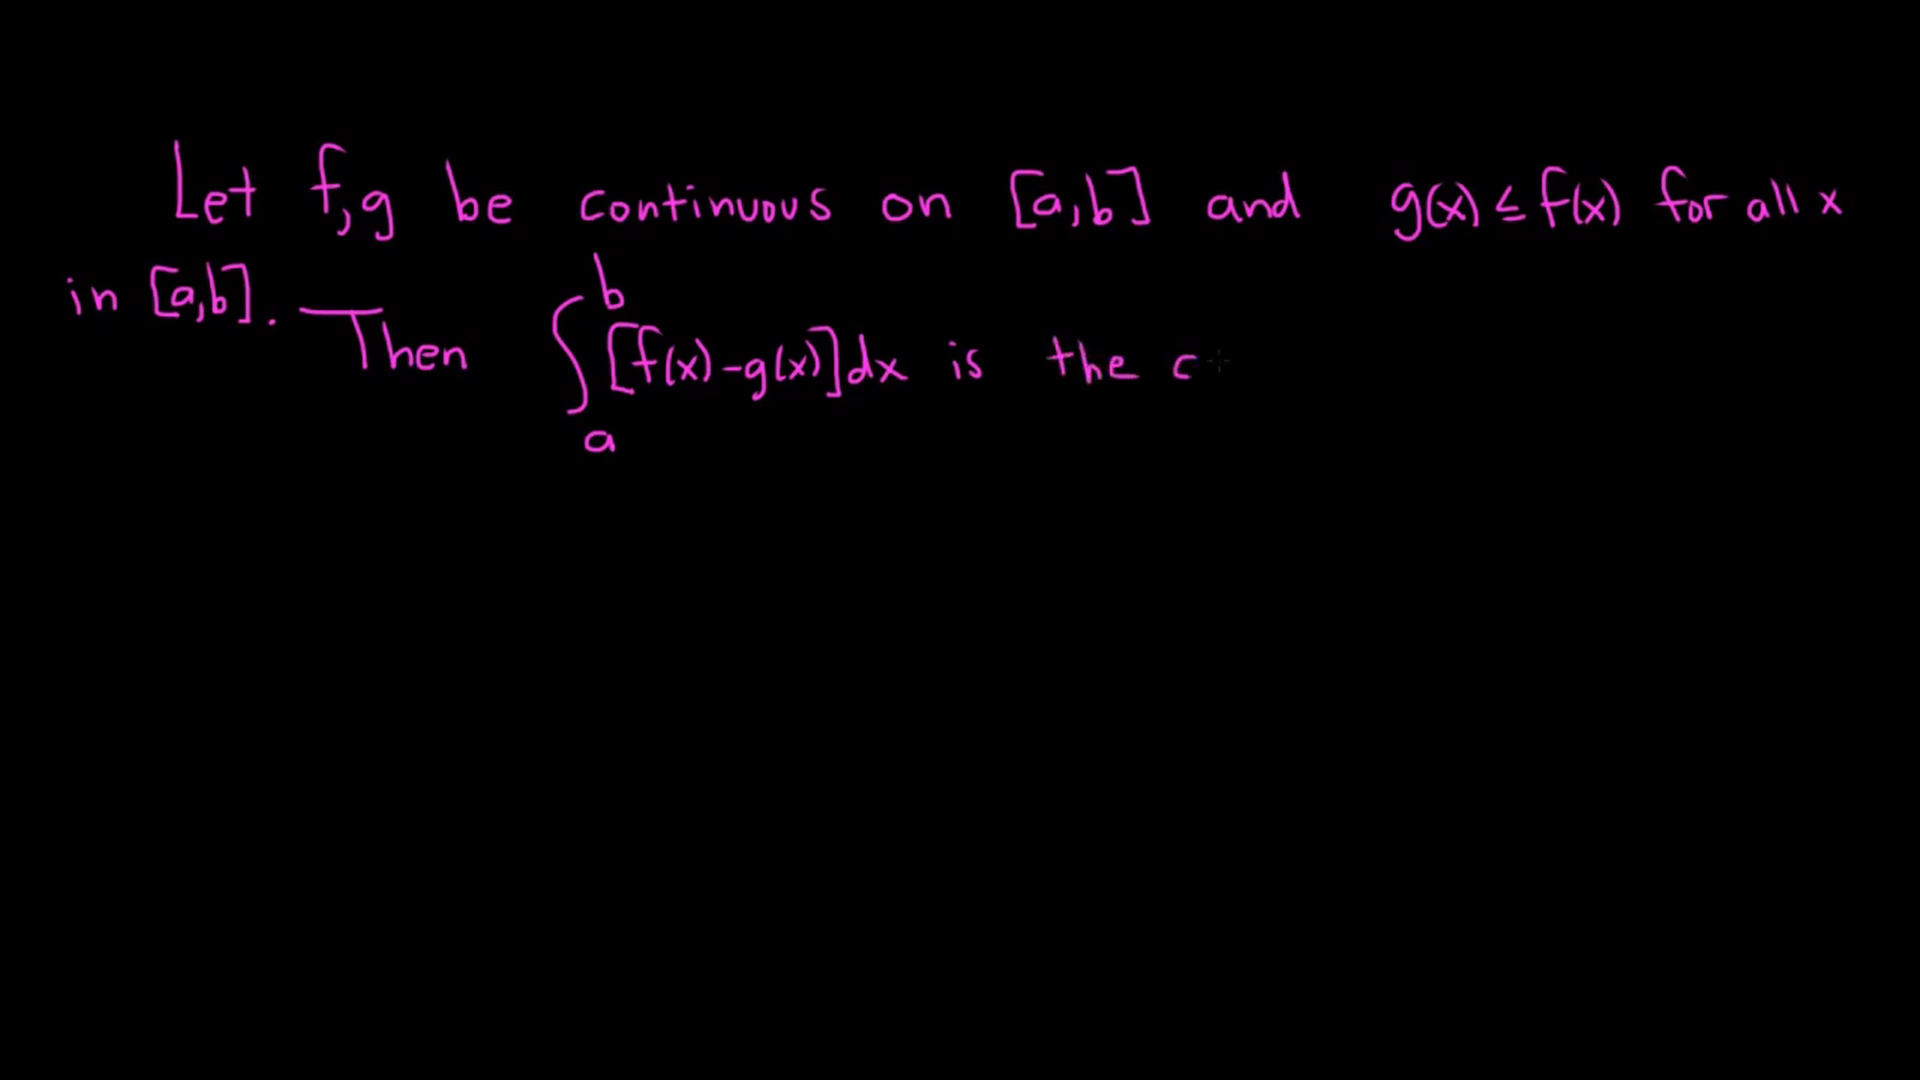 Let f,g be continuous on [a,b] and g(x) ≤ f(x) for all x
in [a,b]. Then ∫_a^b [f(x)-g(x)]dx is the c